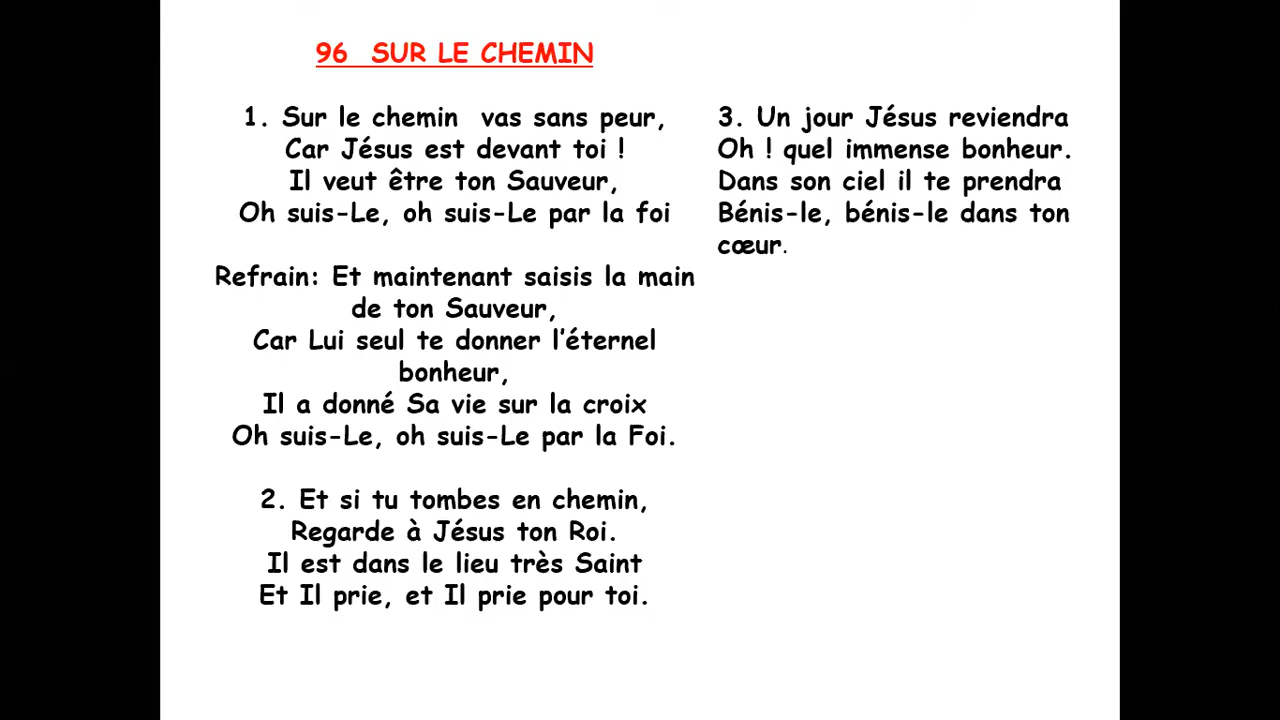 96 SUR LE CHEMIN
1. Sur le chemin vas sans peur,
Car Jésus est devant toi !
Il veut être ton Sauveur,
Oh suis-Le, oh suis-Le par la foi
Refrain: Et maintenant saisis la main
de ton Sauveur,
Car Lui seul te donner l’éternel
bonheur,
Il a donné Sa vie sur la croix
Oh suis-Le, oh suis-Le par la Foi.
2. Et si tu tombes en chemin,
Regarde à Jésus ton Roi.
Il est dans le lieu très Saint
Et Il prie, et Il prie pour toi.
3. Un jour Jésus reviendra
Oh ! quel immense bonheur.
Dans son ciel il te prendra
Bénis-le, bénis-le dans ton
cœur.